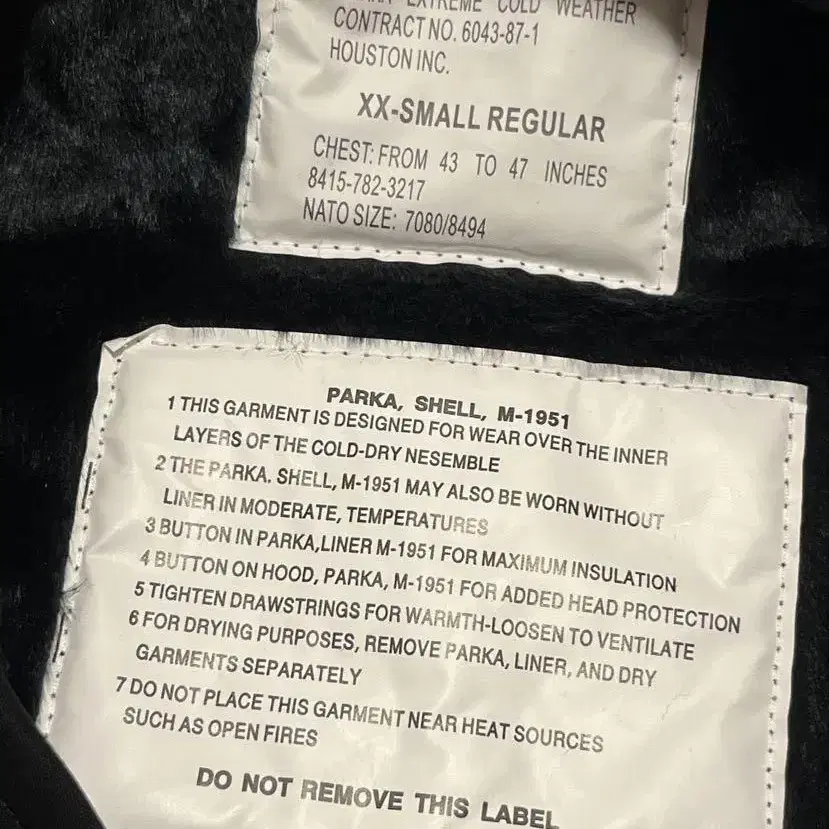 EXTREME COLD WEATHER
CONTRACT NO. 6043-87-1
HOUSTON INC.
XX-SMALL REGULAR
CHEST: FROM 43 TO 47 INCHES
8415-782-3217
NATO SIZE: 7080/8494
PARKA, SHELL, M-1951
1 THIS GARMENT IS DESIGNED FOR WEAR OVER THE INNER
LAYERS OF THE COLD-DRY NESEMBLE
2 THE PARKA. SHELL, M-1951 MAY ALSO BE WORN WITHOUT
LINER IN MODERATE, TEMPERATURES
3 BUTTON IN PARKA,LINER M-1951 FOR MAXIMUM INSULATION
4 BUTTON ON HOOD, PARKA, M-1951 FOR ADDED HEAD PROTECTION
5 TIGHTEN DRAWSTRINGS FOR WARMTH-LOOSEN TO VENTILATE
6 FOR DRYING PURPOSES, REMOVE PARKA, LINER, AND DRY
GARMENTS SEPARATELY
7 DO NOT PLACE THIS GARMENT NEAR HEAT SOURCES
SUCH AS OPEN FIRES
DO NOT REMOVE THIS LABEL